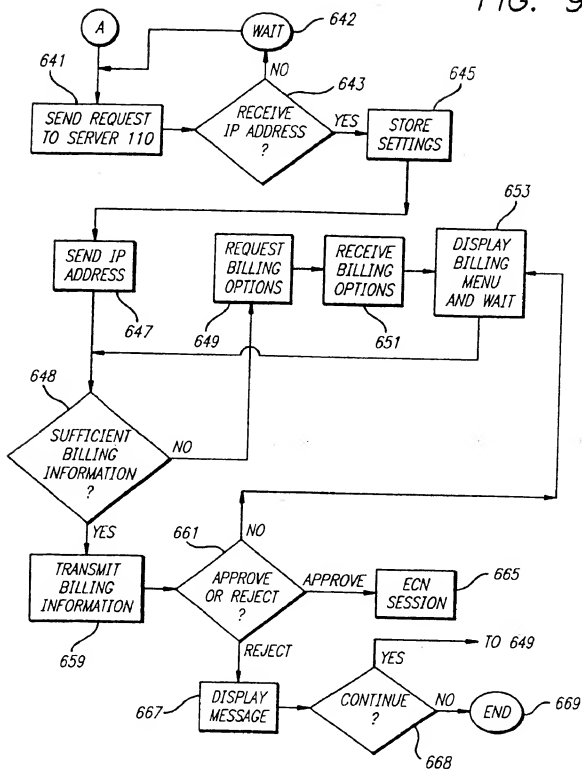 FIG. 9
A
WAIT
642
NO
641
643
645
SEND REQUEST
TO SERVER 110
RECEIVE
IP ADDRESS
?
YES
STORE
SETTINGS
653
SEND IP
ADDRESS
647
REQUEST
BILLING
OPTIONS
649
RECEIVE
BILLING
OPTIONS
651
DISPLAY
BILLING
MENU
AND WAIT
648
SUFFICIENT
BILLING
INFORMATION
?
NO
YES
661
NO
TRANSMIT
BILLING
INFORMATION
659
APPROVE
OR REJECT
?
APPROVE
ECN
SESSION
665
REJECT
YES
TO 649
667
DISPLAY
MESSAGE
CONTINUE
?
668
NO
END
669